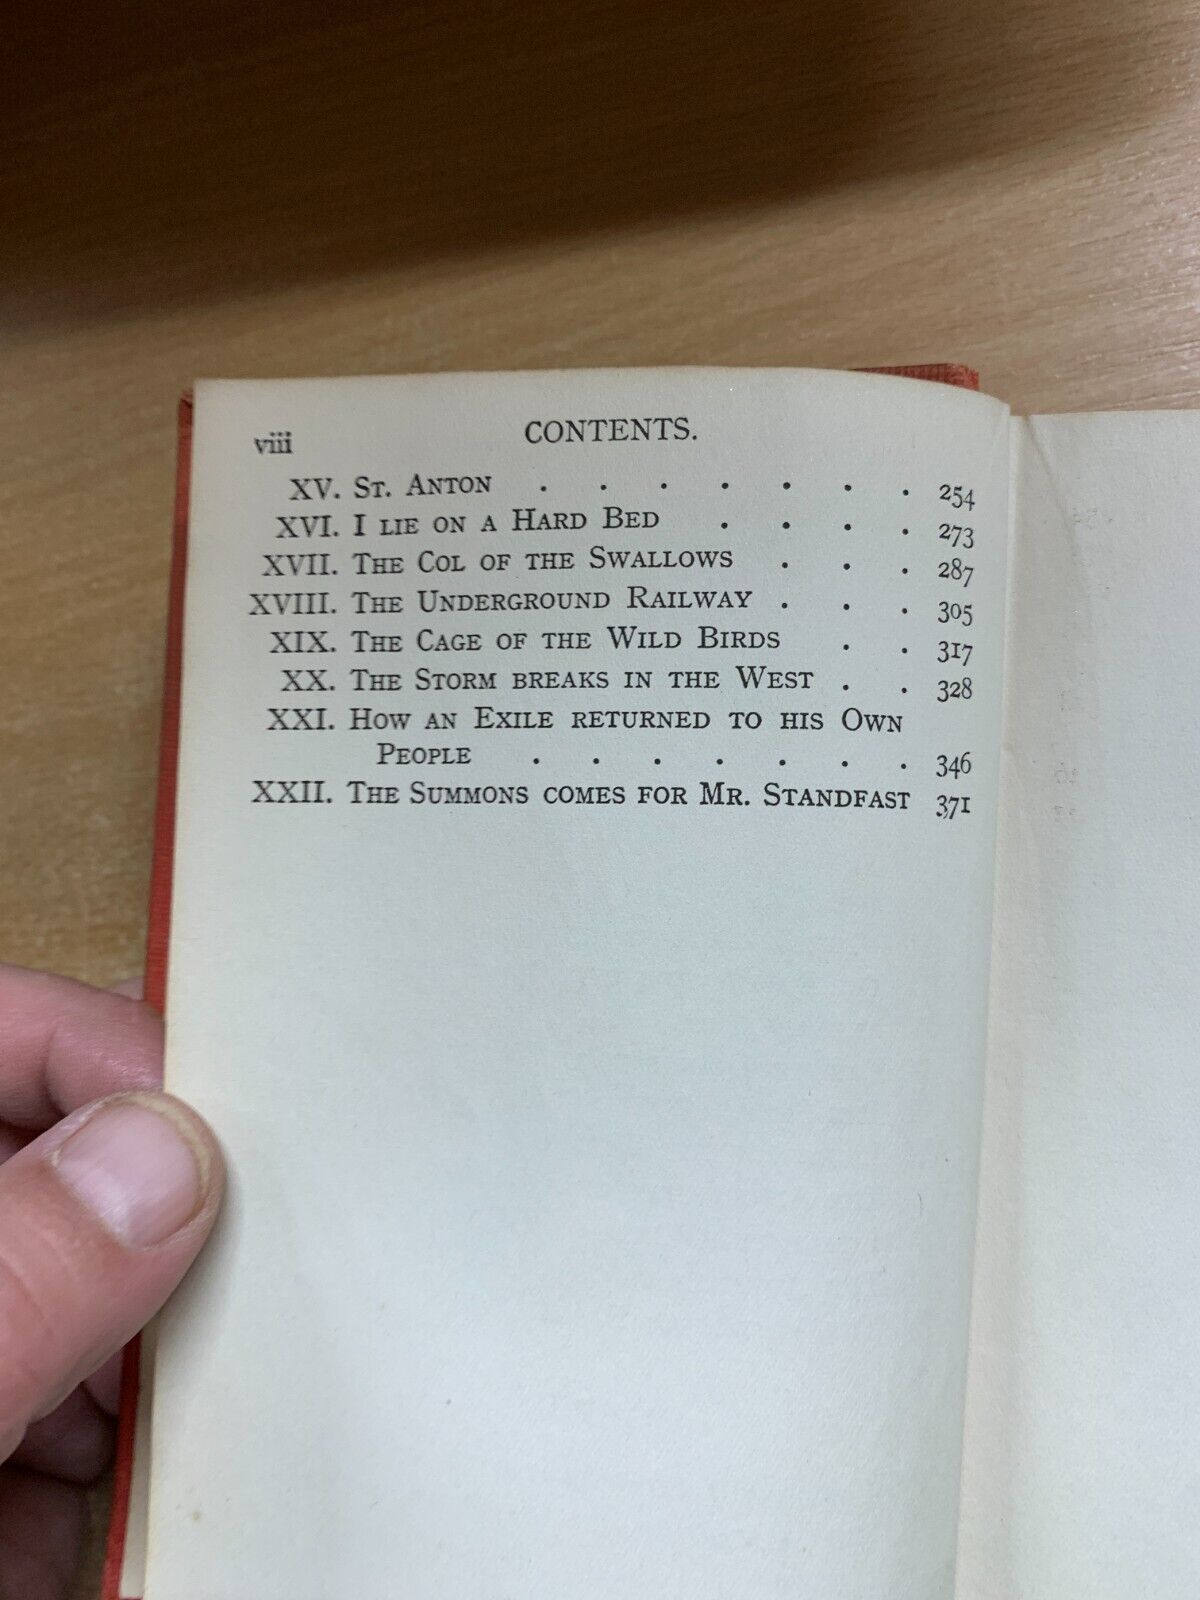 viii CONTENTS.
XV. St. Anton . . . . . . . 254
XVI. I lie on a Hard Bed . . . . 273
XVII. The Col of the Swallows . . . 287
XVIII. The Underground Railway . . . 305
XIX. The Cage of the Wild Birds . . 317
XX. The Storm breaks in the West . . 328
XXI. How an Exile returned to his Own
People . . . . . . . 346
XXII. The Summons comes for Mr. Standfast 371